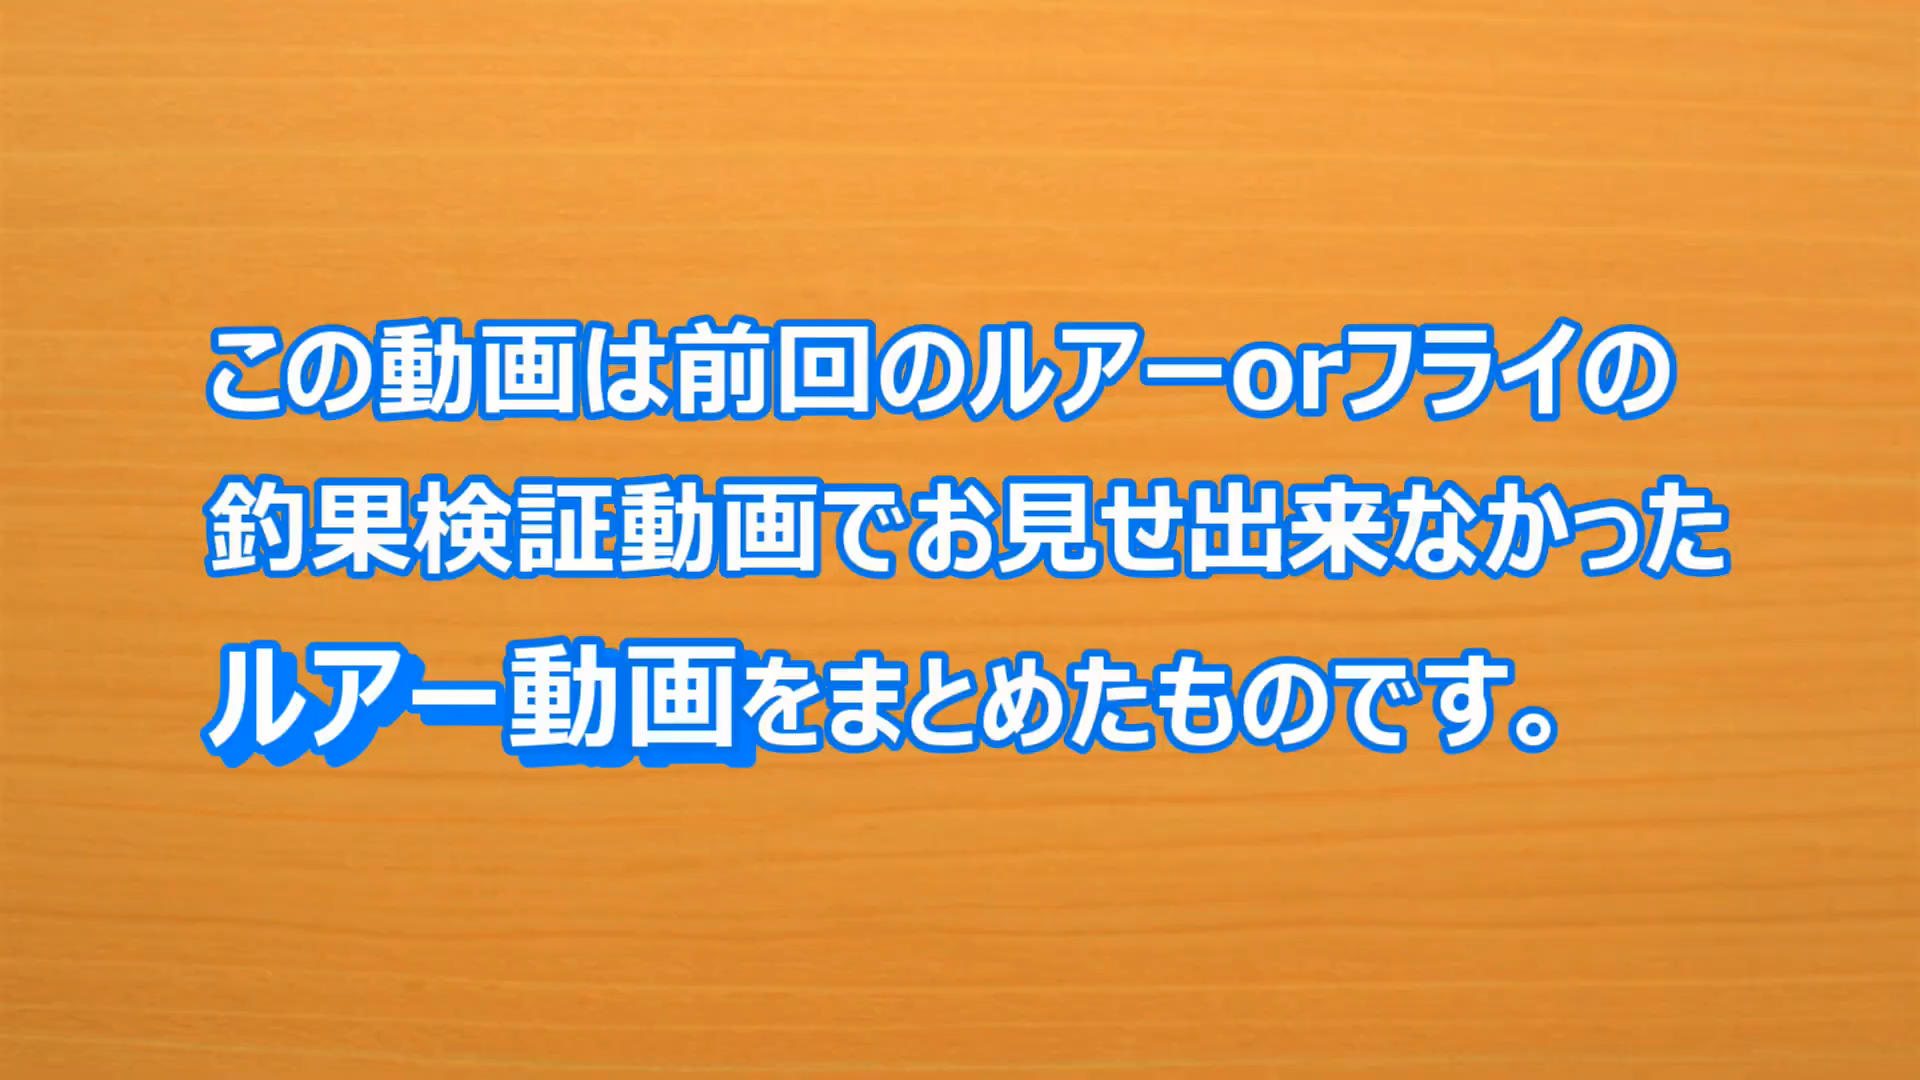 この動画は前回のルアーorフライの
釣果検証動画でお見せ出来なかった
ルアー動画をまとめたものです。